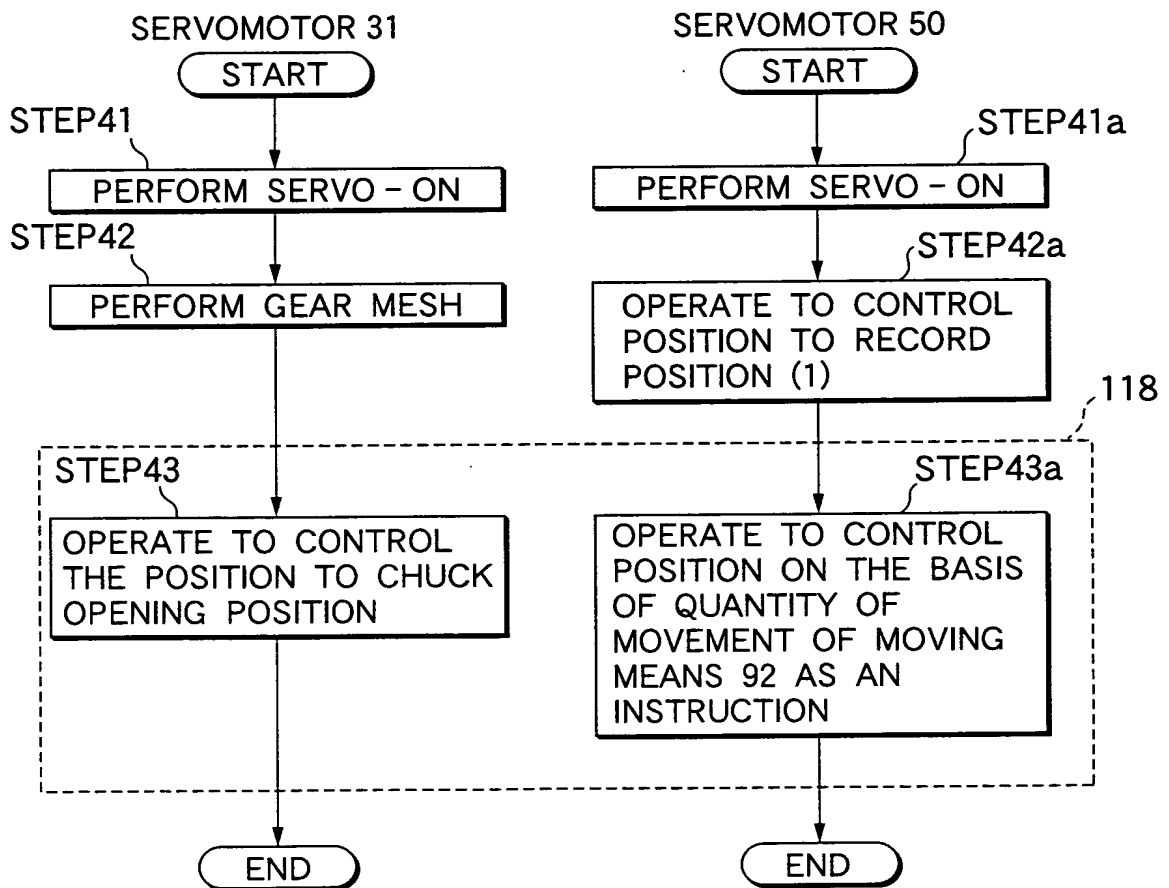 SERVOMOTOR 31
START
STEP41
PERFORM SERVO-ON
STEP42
PERFORM GEAR MESH
STEP43
OPERATE TO CONTROL
THE POSITION TO CHUCK
OPENING POSITION
END
SERVOMOTOR 50
START
STEP41a
PERFORM SERVO-ON
STEP42a
OPERATE TO CONTROL
POSITION TO RECORD
POSITION (1)
118
STEP43a
OPERATE TO CONTROL
POSITION ON THE BASIS
OF QUANTITY OF
MOVEMENT OF MOVING
MEANS 92 AS AN
INSTRUCTION
END